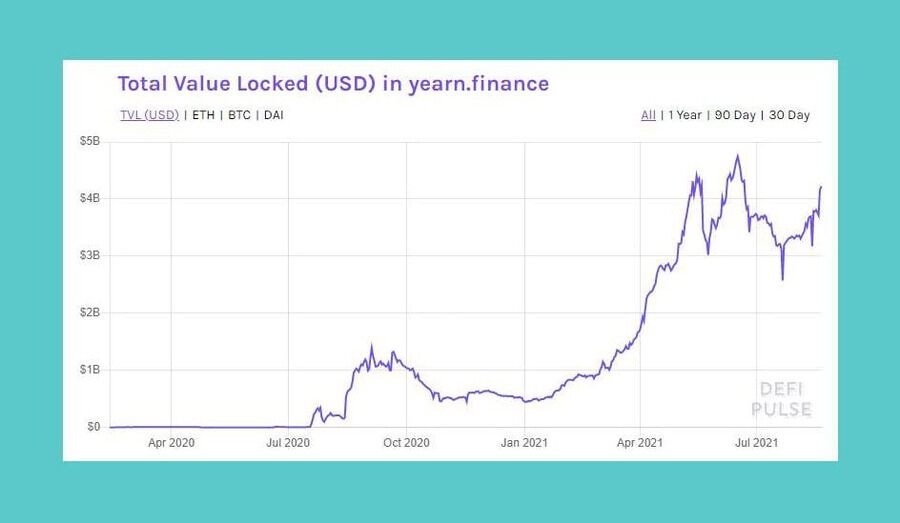 Total Value Locked (USD) in yearn.finance
TVL (USD) | ETH | BTC | DAI
All | 1 Year | 90 Day | 30 Day
$5B
$4B
$3B
$2B
$1B
$0
Apr 2020
Jul 2020
Oct 2020
Jan 2021
Apr 2021
Jul 2021
DEFI
PULSE